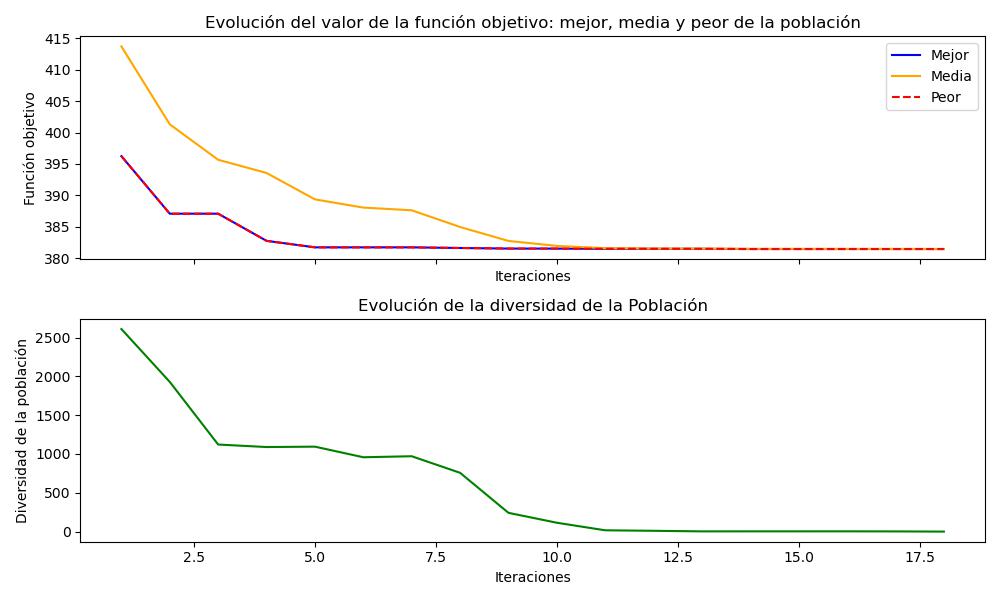 Evolución del valor de la función objetivo: mejor, media y peor de la población
Función objetivo
415
410
405
400
395
390
385
380
Mejor
Media
Peor
Iteraciones
Evolución de la diversidad de la Población
Diversidad de la población
2500
2000
1500
1000
500
0
2.5
5.0
7.5
10.0
12.5
15.0
17.5
Iteraciones